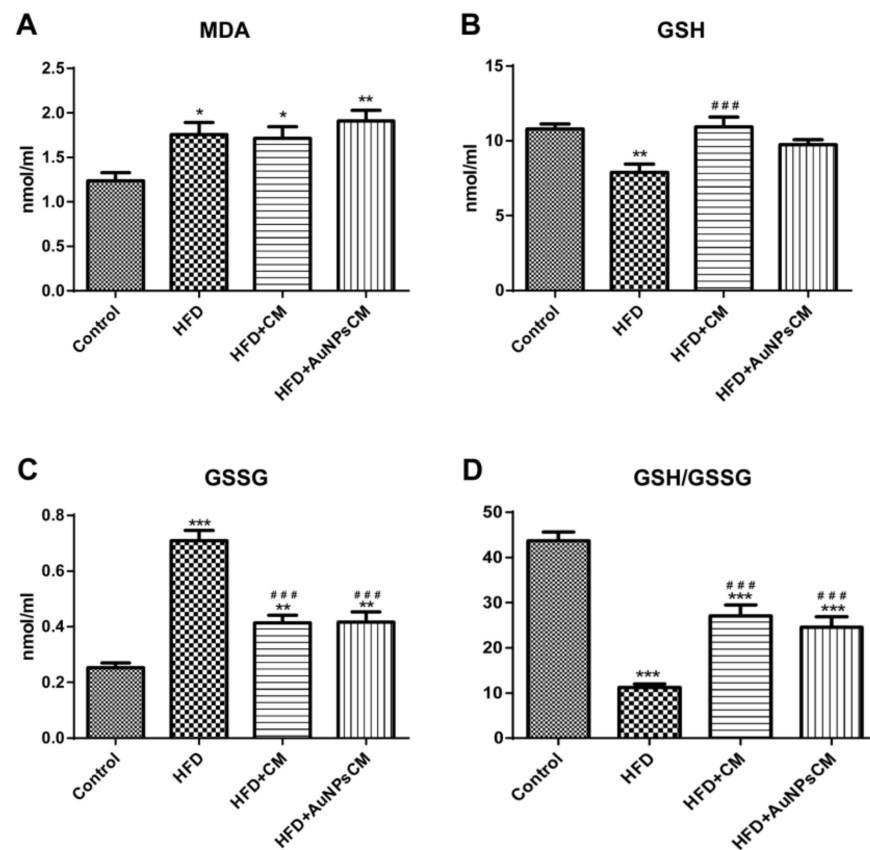 A
MDA
nmol/ml
2.5
2.0
1.5
1.0
0.5
0.0
*
*
**
Control
HFD
HFD+CM
HFD+AuNPsCM
B
GSH
nmol/ml
15
10
5
0
**
###
Control
HFD
HFD+CM
HFD+AuNPsCM
C
GSSG
nmol/ml
0.8
0.6
0.4
0.2
0.0
***
###
**
###
**
Control
HFD
HFD+CM
HFD+AuNPsCM
D
GSH/GSSG
50
40
30
20
10
0
***
###
***
###
***
Control
HFD
HFD+CM
HFD+AuNPsCM